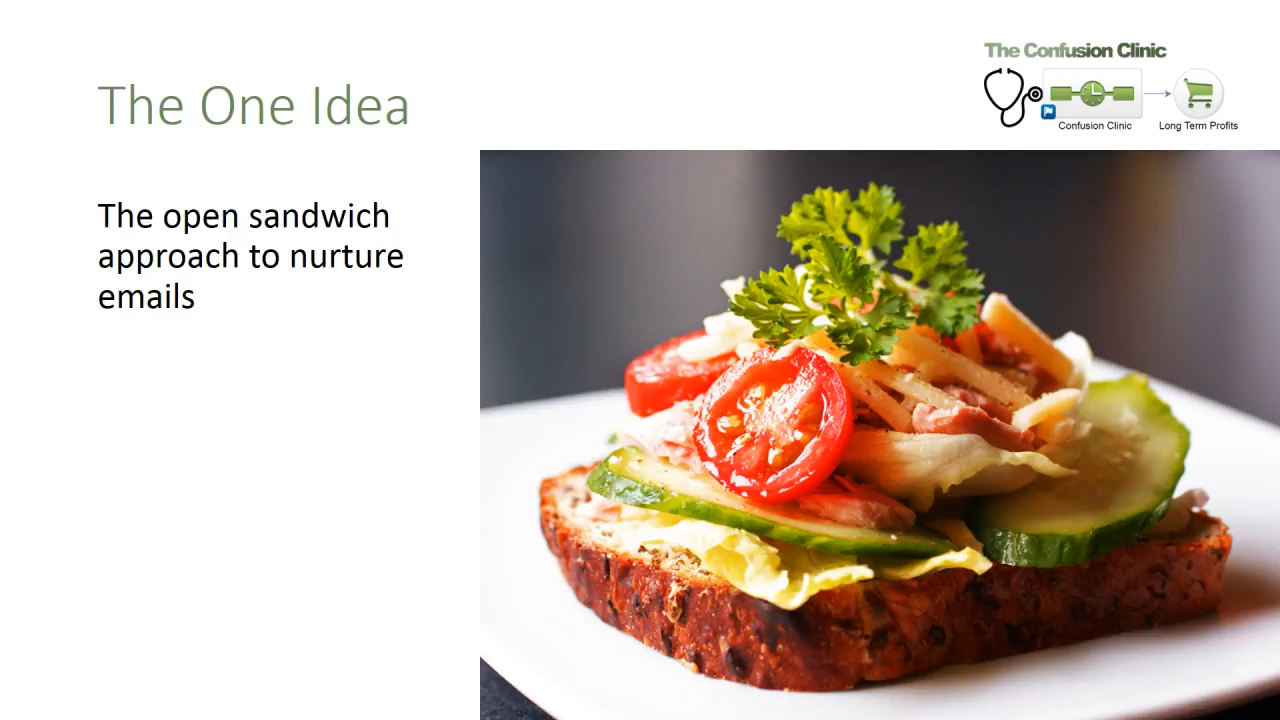 The Confusion Clinic
The One Idea
Confusion Clinic
Long Term Profits
The open sandwich
approach to nurture
emails